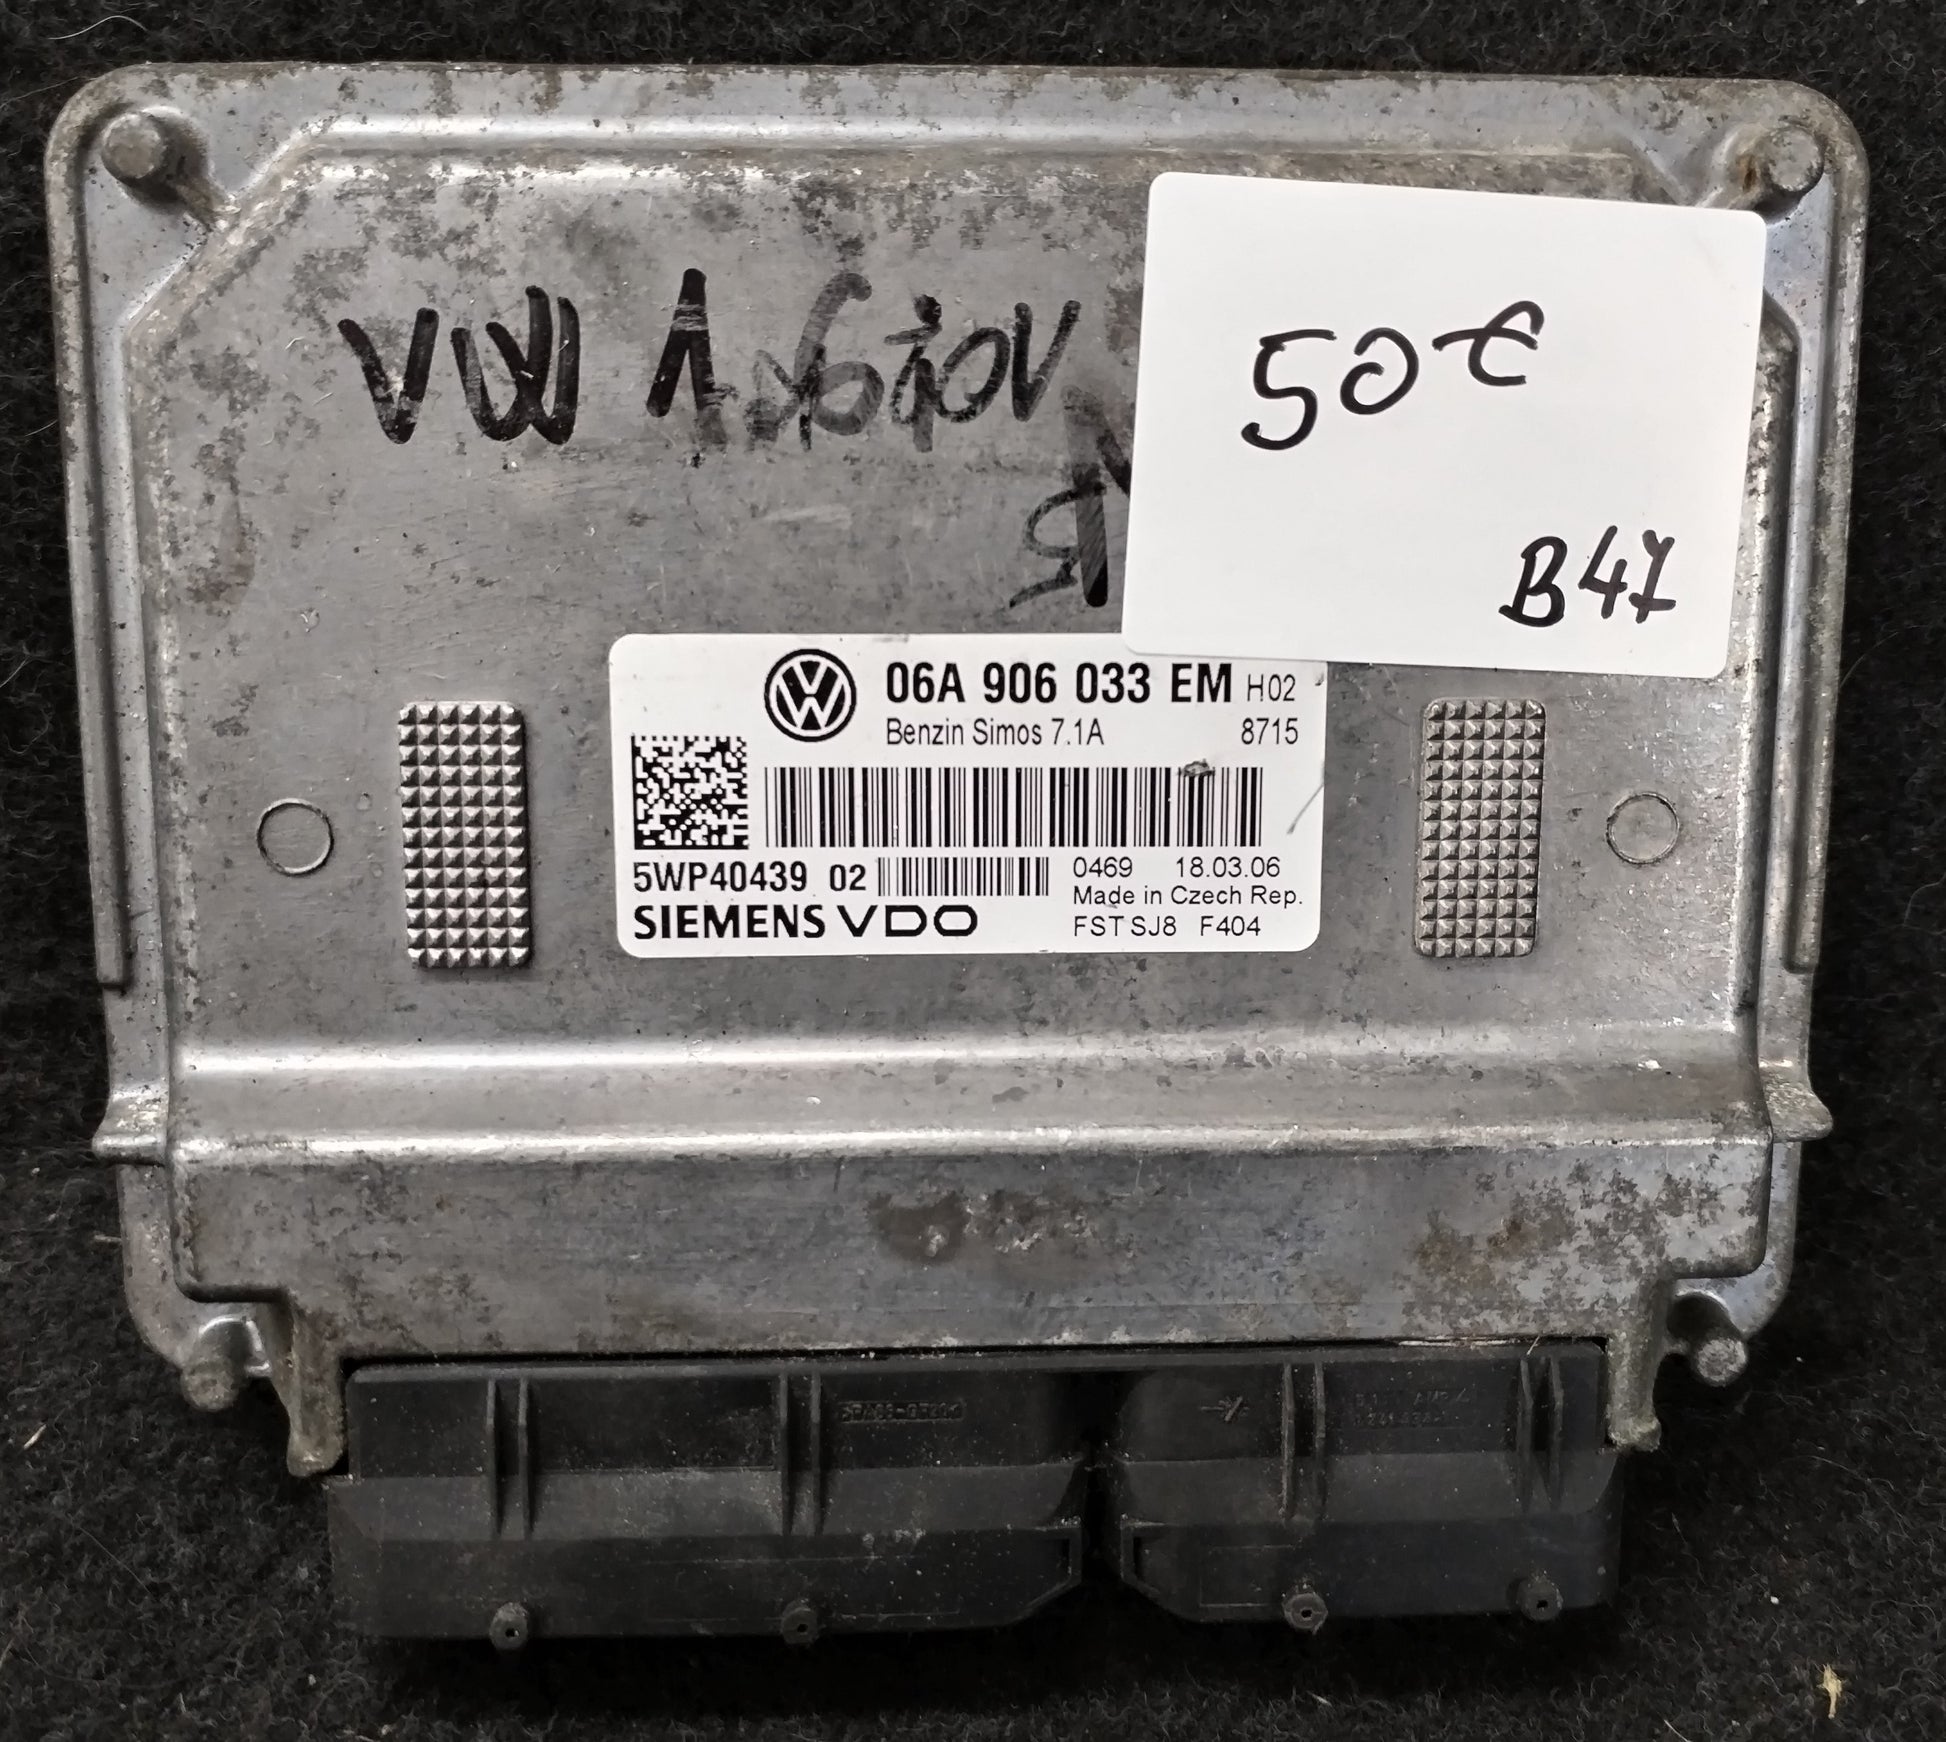 VW 1.6
50€
B47
06A 906 033 EM H02
Benzin Simos 7.1A 8715
5WP40439 02 0469 18.03.06
Made in Czech Rep.
SIEMENS VDO FST SJ8 F404